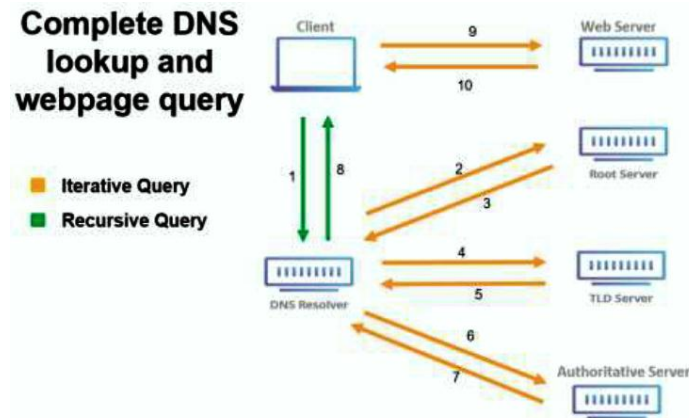 Complete DNS
lookup and
webpage query
Iterative Query
Recursive Query
Client
9
Web Server
10
1
8
2
Root Server
3
DNS Resolver
4
5
TLD Server
6
7
Authoritative Server